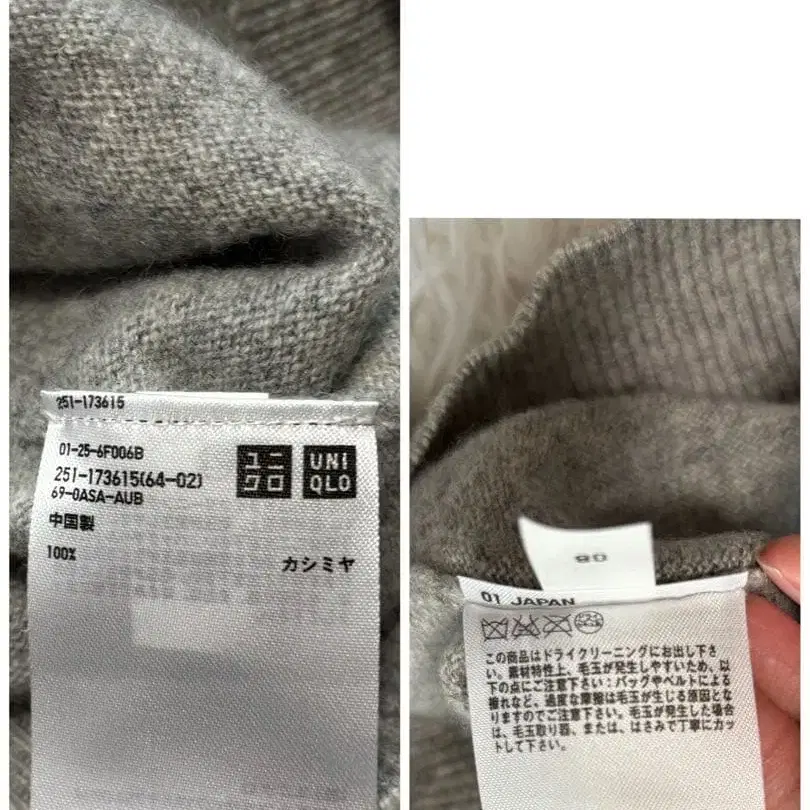 251-173615
01-25-6F006B
251-173615(64-02)
69-0ASA-AUB
ユニクロ
UNIQLO
中国製
100%
カシミヤ
01 JAPAN
この商品はドライクリーニングにお出し下さ
い。素材特性上、毛玉が発生しやすいため、以
下の点にご注意下さい:バッグやベルトによる
擦れなど、過度な摩擦は毛玉が生じる原因とな
りますのでご注意下さい。毛玉が発生した場合
は、毛玉取り器、または、はさみで丁寧にカッ
トして下さい。